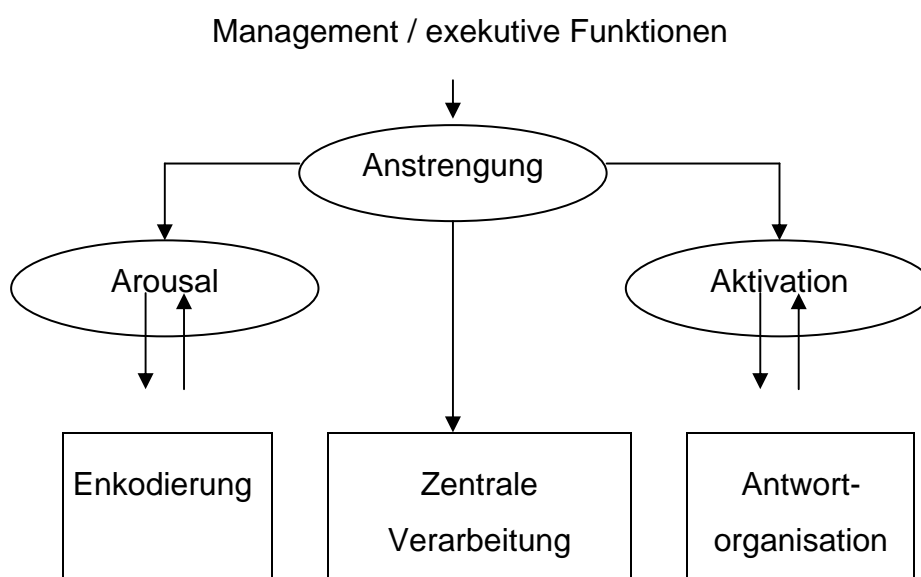 Management / exekutive Funktionen
Anstrengung
Arousal
Aktivation
Enkodierung
Zentrale
Verarbeitung
Antwort-
organisation